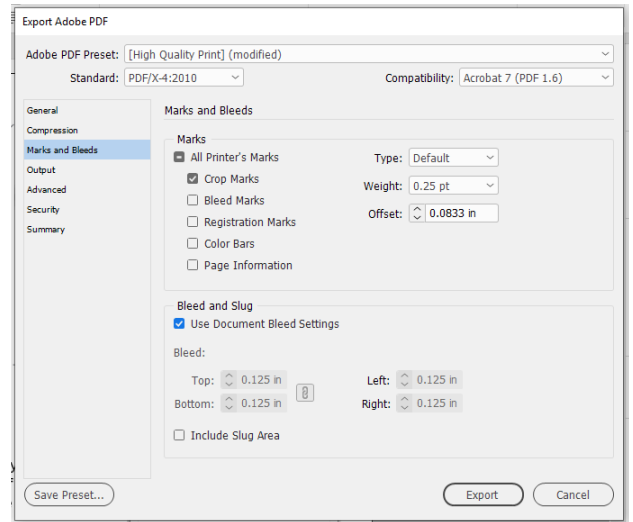 Export Adobe PDF
Adobe PDF Preset: [High Quality Print] (modified)
Standard: PDF/X-4:2010 Compatibility: Acrobat 7 (PDF 1.6)
General
Compression
Marks and Bleeds
Output
Advanced
Security
Summary
Marks and Bleeds
Marks
All Printer's Marks
Crop Marks
Bleed Marks
Registration Marks
Color Bars
Page Information
Type: Default
Weight: 0.25 pt
Offset: 0.0833 in
Bleed and Slug
Use Document Bleed Settings
Bleed:
Top: 0.125 in Left: 0.125 in
Bottom: 0.125 in Right: 0.125 in
Include Slug Area
Save Preset... Export Cancel